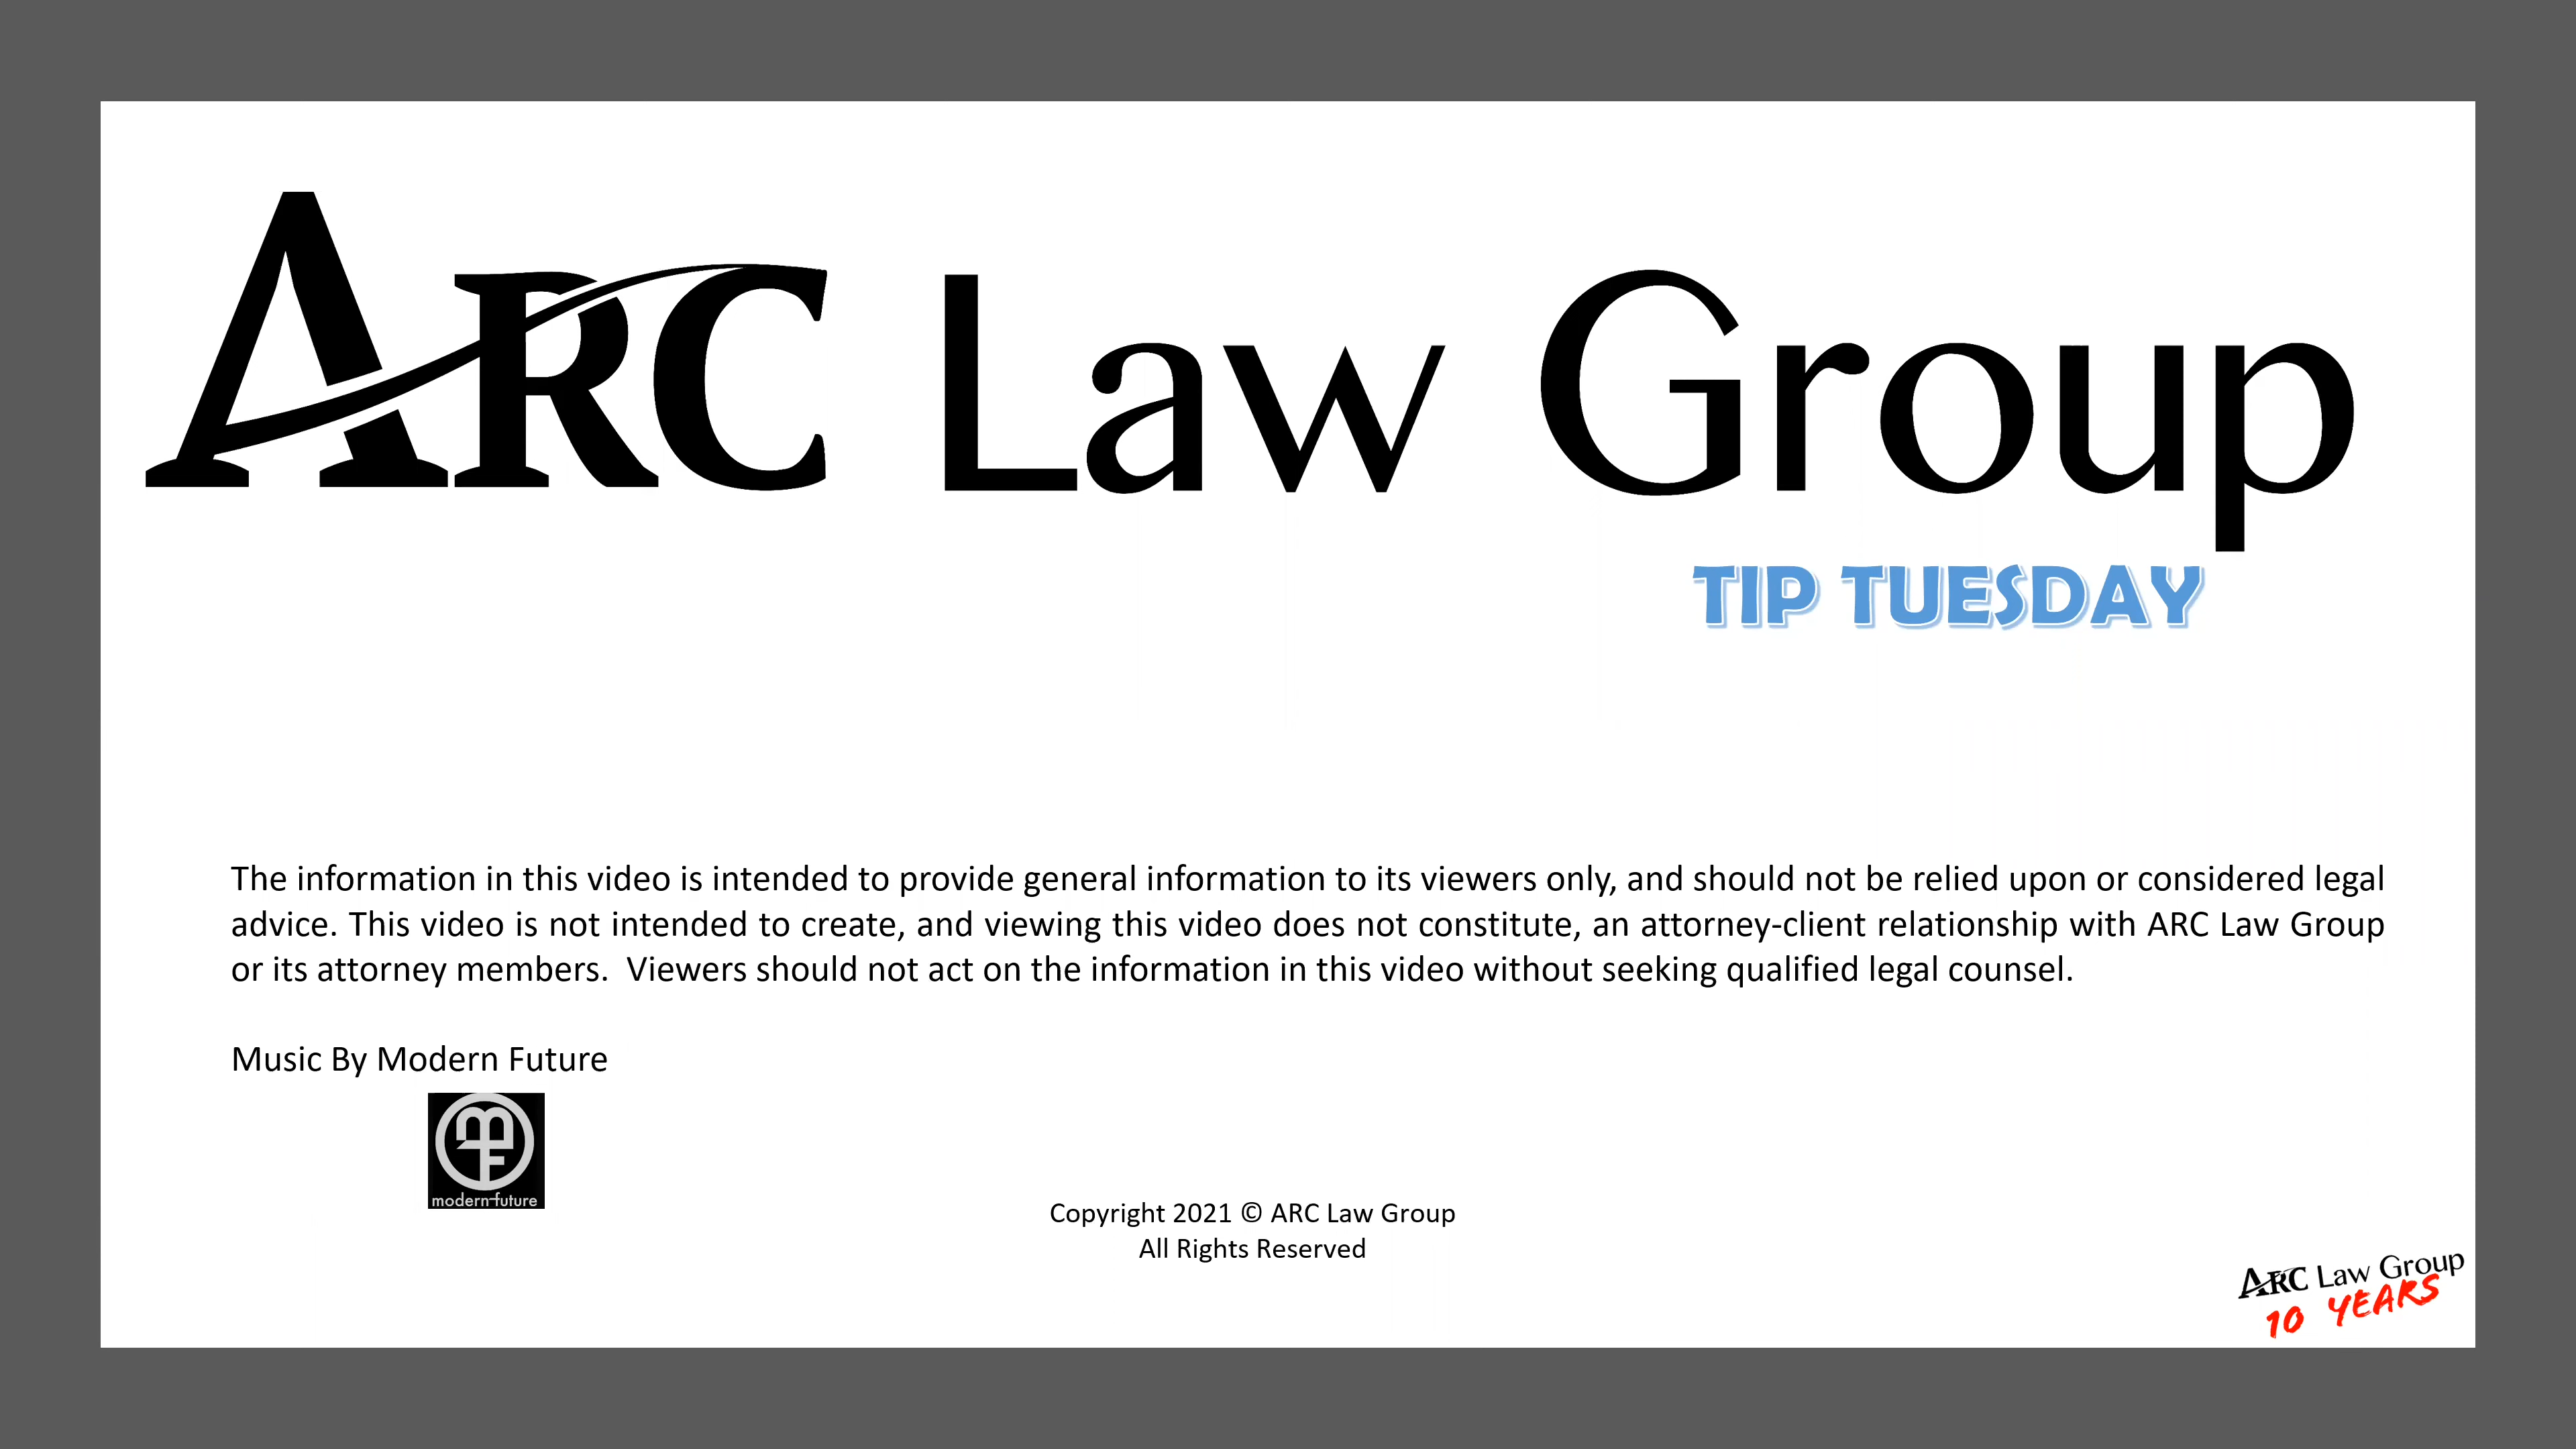 ARC Law Group
TIP TUESDAY
The information in this video is intended to provide general information to its viewers only, and should not be relied upon or considered legal
advice. This video is not intended to create, and viewing this video does not constitute, an attorney-client relationship with ARC Law Group
or its attorney members.  Viewers should not act on the information in this video without seeking qualified legal counsel.
Music By Modern Future
mf
modern future
Copyright 2021 © ARC Law Group
All Rights Reserved
ARC Law Group
10 YEARS